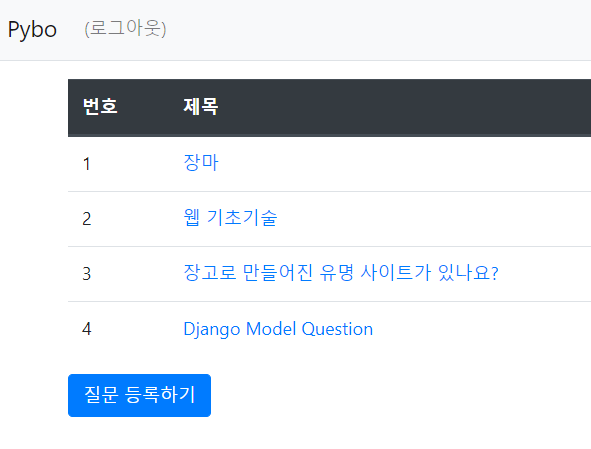 Pybo (로그아웃)
번호 제목
1 장마
2 웹 기초기술
3 장고로 만들어진 유명 사이트가 있나요?
4 Django Model Question
질문 등록하기